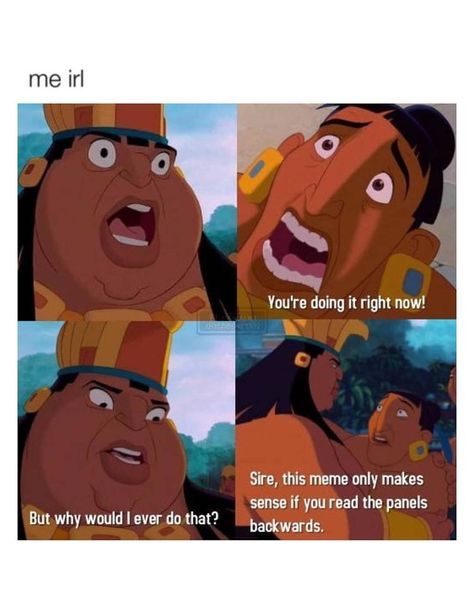 me irl
You're doing it right now!
But why would I ever do that?
Sire, this meme only makes
sense if you read the panels
backwards.